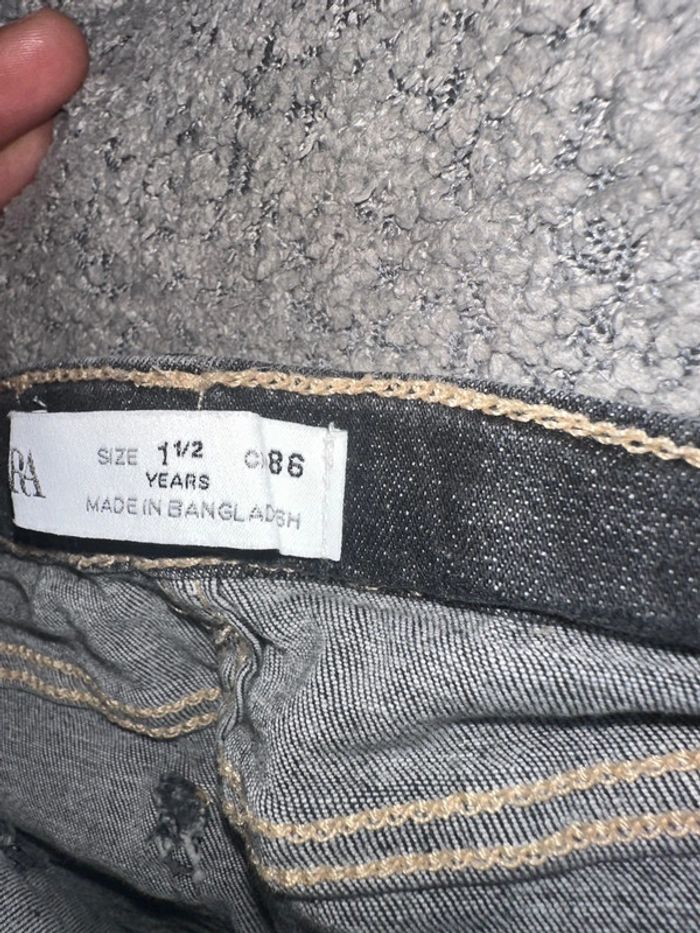 RA
SIZE 1 1/2 C 86
YEARS
MADE IN BANGLADSH